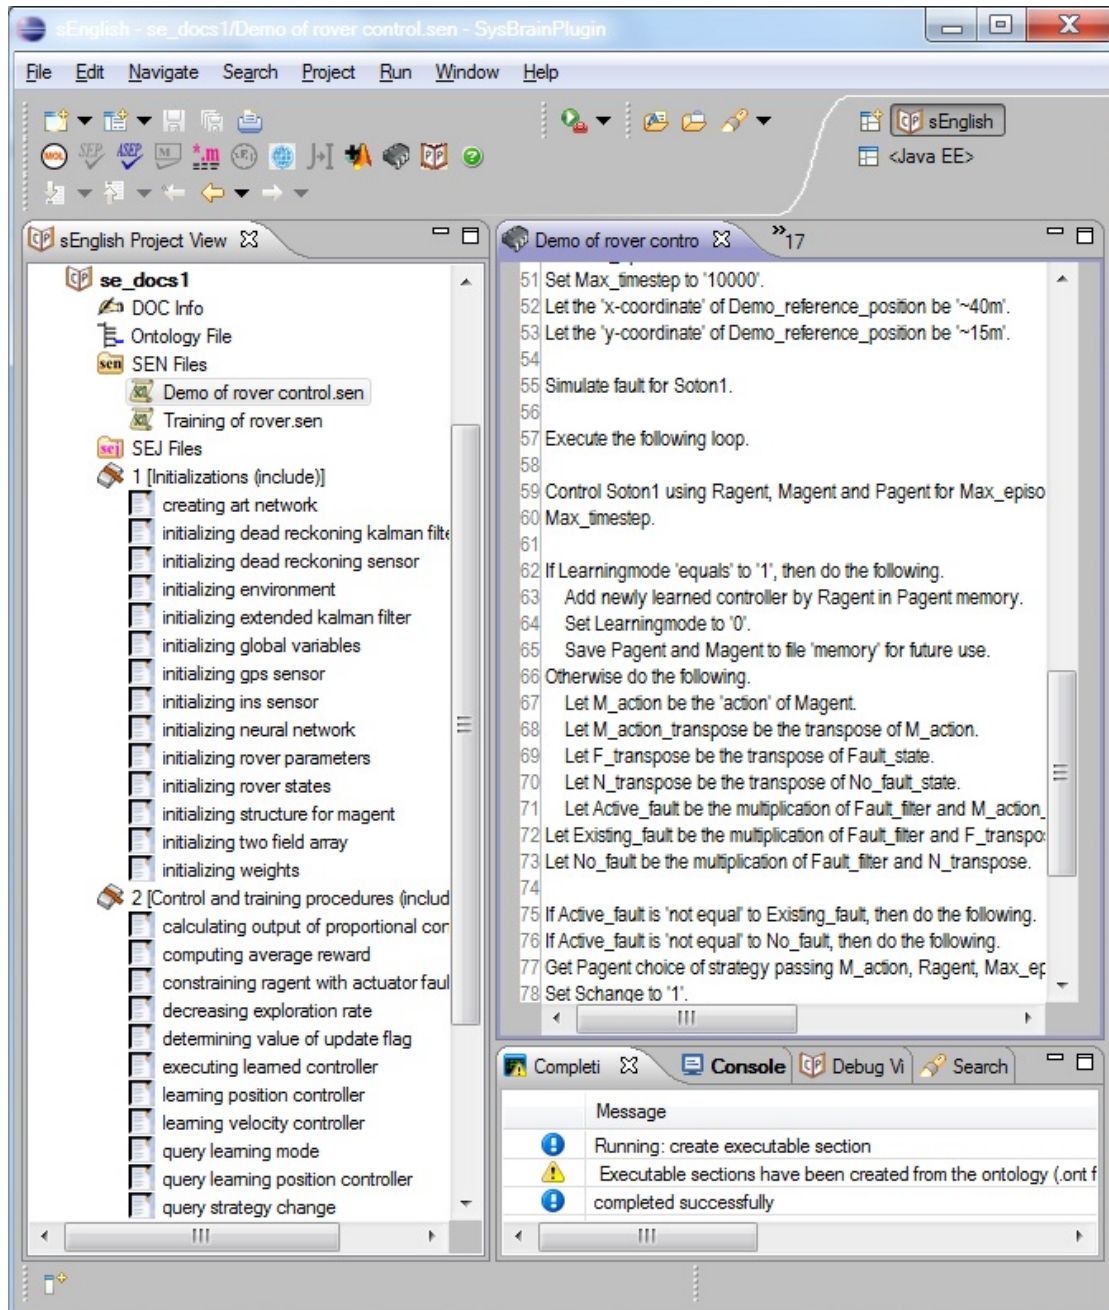 sEnglish - se_docs1/Demo of rover control.sen - SysBrainPlugin
File Edit Navigate Search Project Run Window Help
sEnglish
<Java EE>
sEnglish Project View
se_docs1
DOC Info
Ontology File
SEN Files
Demo of rover control.sen
Training of rover.sen
SEJ Files
1 [Initializations (include)]
creating art network
initializing dead reckoning kalman filte
initializing dead reckoning sensor
initializing environment
initializing extended kalman filter
initializing global variables
initializing gps sensor
initializing ins sensor
initializing neural network
initializing rover parameters
initializing rover states
initializing structure for magent
initializing two field array
initializing weights
2 [Control and training procedures (includ
calculating output of proportional con
computing average reward
constraining ragent with actuator faul
decreasing exploration rate
determining value of update flag
executing learned controller
learning position controller
learning velocity controller
query learning mode
query learning position controller
query strategy change
Demo of rover contro
»17
51 Set Max_timestep to '10000'.
52 Let the 'x-coordinate' of Demo_reference_position be '~40m'.
53 Let the 'y-coordinate' of Demo_reference_position be '~15m'.
54
55 Simulate fault for Soton1.
56
57 Execute the following loop.
58
59 Control Soton1 using Ragent, Magent and Pagent for Max_episo
60 Max_timestep.
61
62 If Learningmode 'equals' to '1', then do the following.
63 Add newly learned controller by Ragent in Pagent memory.
64 Set Learningmode to '0'.
65 Save Pagent and Magent to file 'memory' for future use.
66 Otherwise do the following.
67 Let M_action be the 'action' of Magent.
68 Let M_action_transpose be the transpose of M_action.
69 Let F_transpose be the transpose of Fault_state.
70 Let N_transpose be the transpose of No_fault_state.
71 Let Active_fault be the multiplication of Fault_filter and M_action_
72 Let Existing_fault be the multiplication of Fault_filter and F_transpo
73 Let No_fault be the multiplication of Fault_filter and N_transpose.
74
75 If Active_fault is 'not equal' to Existing_fault, then do the following.
76 If Active_fault is 'not equal' to No_fault, then do the following.
77 Get Pagent choice of strategy passing M_action, Ragent, Max_ep
78 Set Schange to '1'.
Completi Console Debug Vi Search
Message
Running: create executable section
Executable sections have been created from the ontology (.ont f
completed successfully